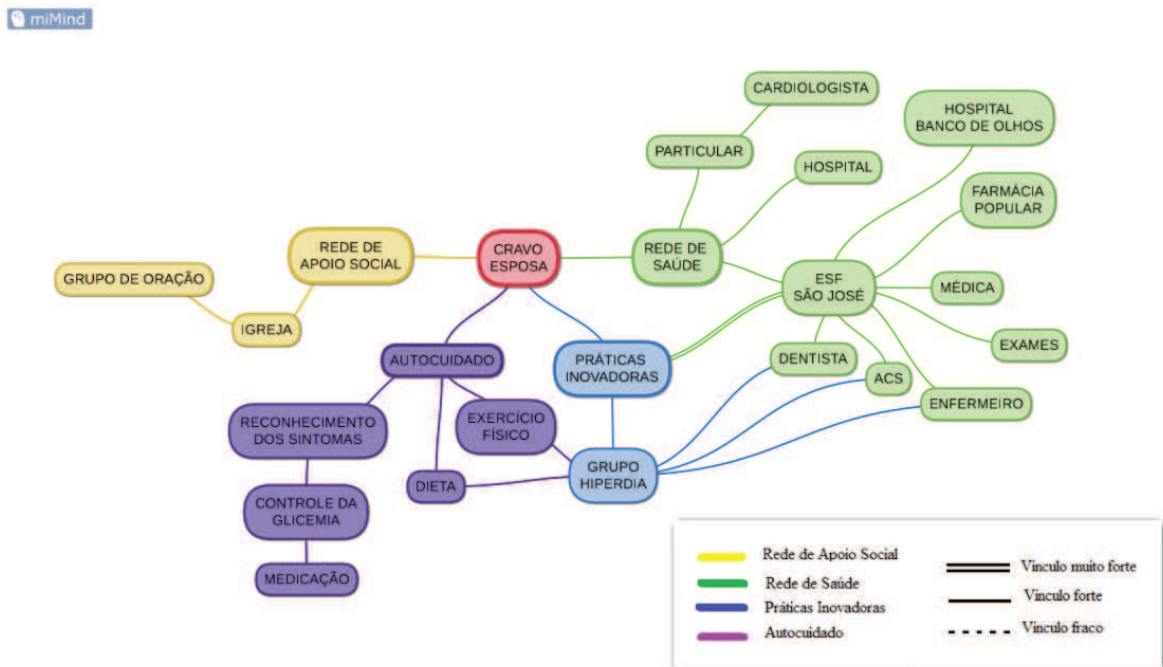 miMind
CARDIOLOGISTA
HOSPITAL
BANCO DE OLHOS
PARTICULAR
HOSPITAL
FARMÁCIA
POPULAR
REDE DE
APOIO SOCIAL
CRAVO
ESPOSA
REDE DE
SAÚDE
GRUPO DE ORAÇÃO
ESF
SÃO JOSÉ
MÉDICA
IGREJA
EXAMES
AUTOCUIDADO
PRÁTICAS
INOVADORAS
DENTISTA
ACS
ENFERMEIRO
RECONHECIMENTO
DOS SINTOMAS
EXERCÍCIO
FÍSICO
DIETA
GRUPO
HIPERDIA
CONTROLE DA
GLICEMIA
MEDICAÇÃO
Rede de Apoio Social
Rede de Saúde
Práticas Inovadoras
Autocuidado
Vinculo muito forte
Vinculo forte
Vinculo fraco